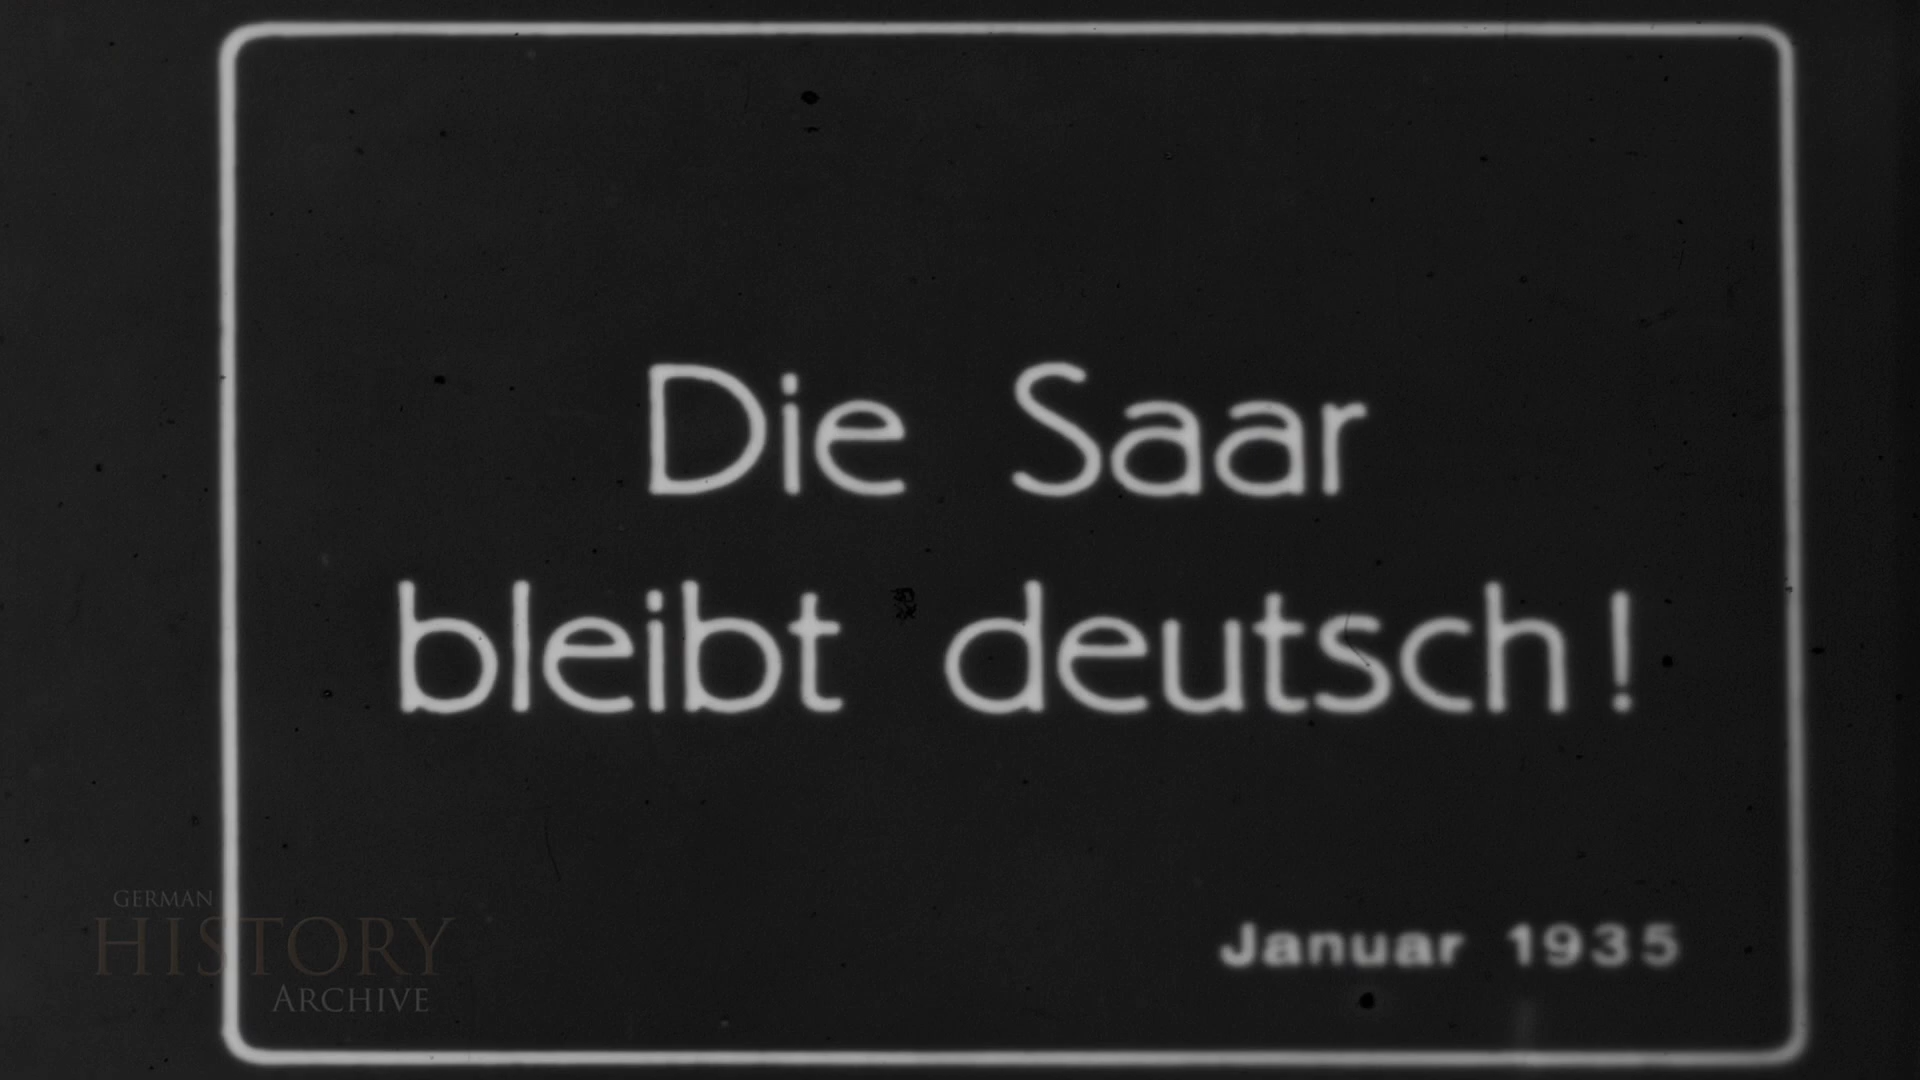 Die Saar
bleibt deutsch!
Januar 1935
GERMAN
HISTORY
ARCHIVE